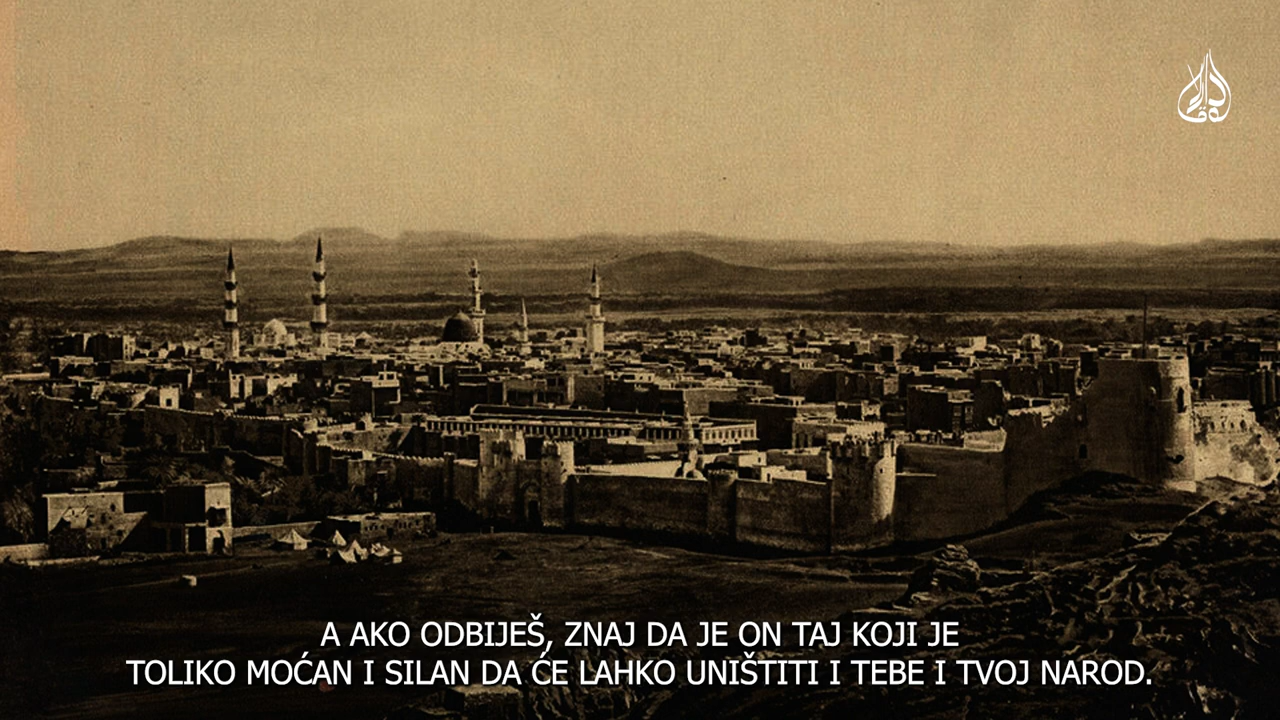 A AKO ODBIJEŠ, ZNAJ DA JE ON TAJ KOJI JE
TOLIKO MOĆAN I SILAN DA ĆE LAHKO UNIŠTITI I TEBE I TVOJ NAROD.